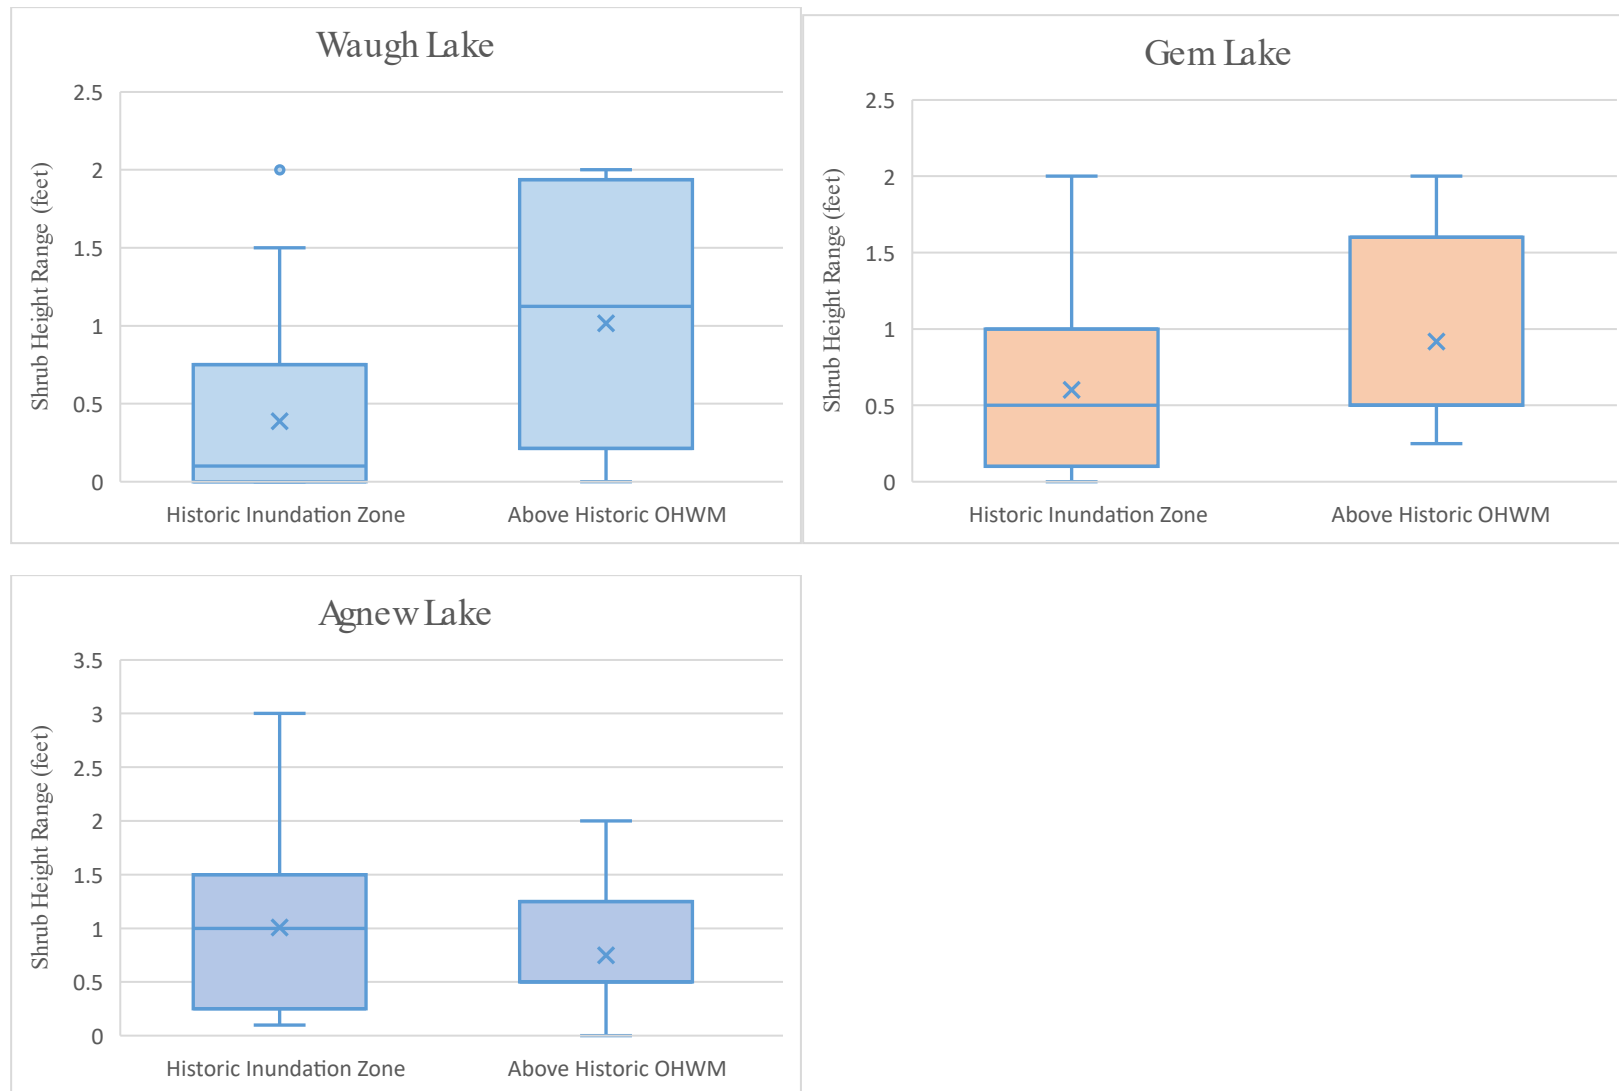 Waugh Lake
Shrub Height Range (feet)
2.5
2
1.5
1
0.5
0
Historic Inundation Zone
Above Historic OHWM
Gem Lake
Shrub Height Range (feet)
2.5
2
1.5
1
0.5
0
Historic Inundation Zone
Above Historic OHWM
Agnew Lake
Shrub Height Range (feet)
3.5
3
2.5
2
1.5
1
0.5
0
Historic Inundation Zone
Above Historic OHWM